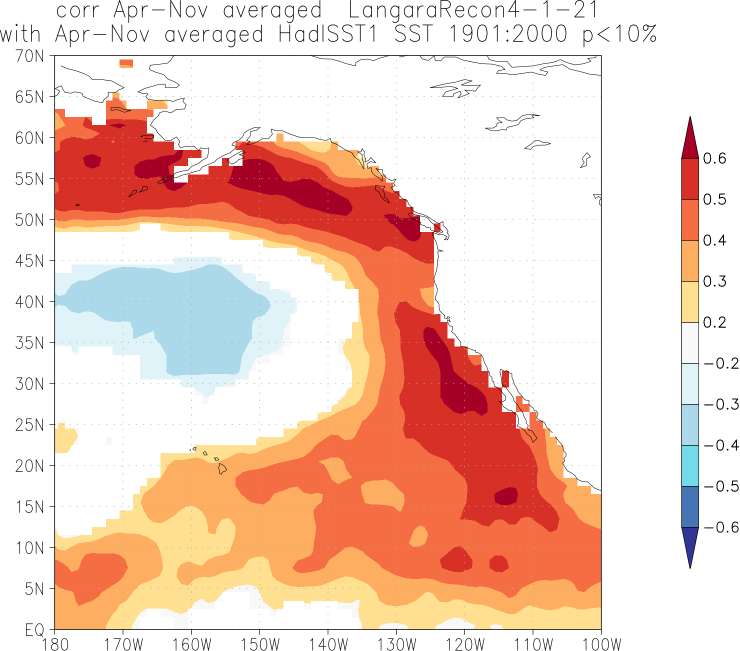 corr Apr-Nov averaged LangaraRecon4-1-21
with Apr-Nov averaged HadISST1 SST 1901:2000 p<10%
70N
65N
60N
55N
50N
45N
40N
35N
30N
25N
20N
15N
10N
5N
EQ
180 170W 160W 150W 140W 130W 120W 110W 100W
0.6
0.5
0.4
0.3
0.2
-0.2
-0.3
-0.4
-0.5
-0.6